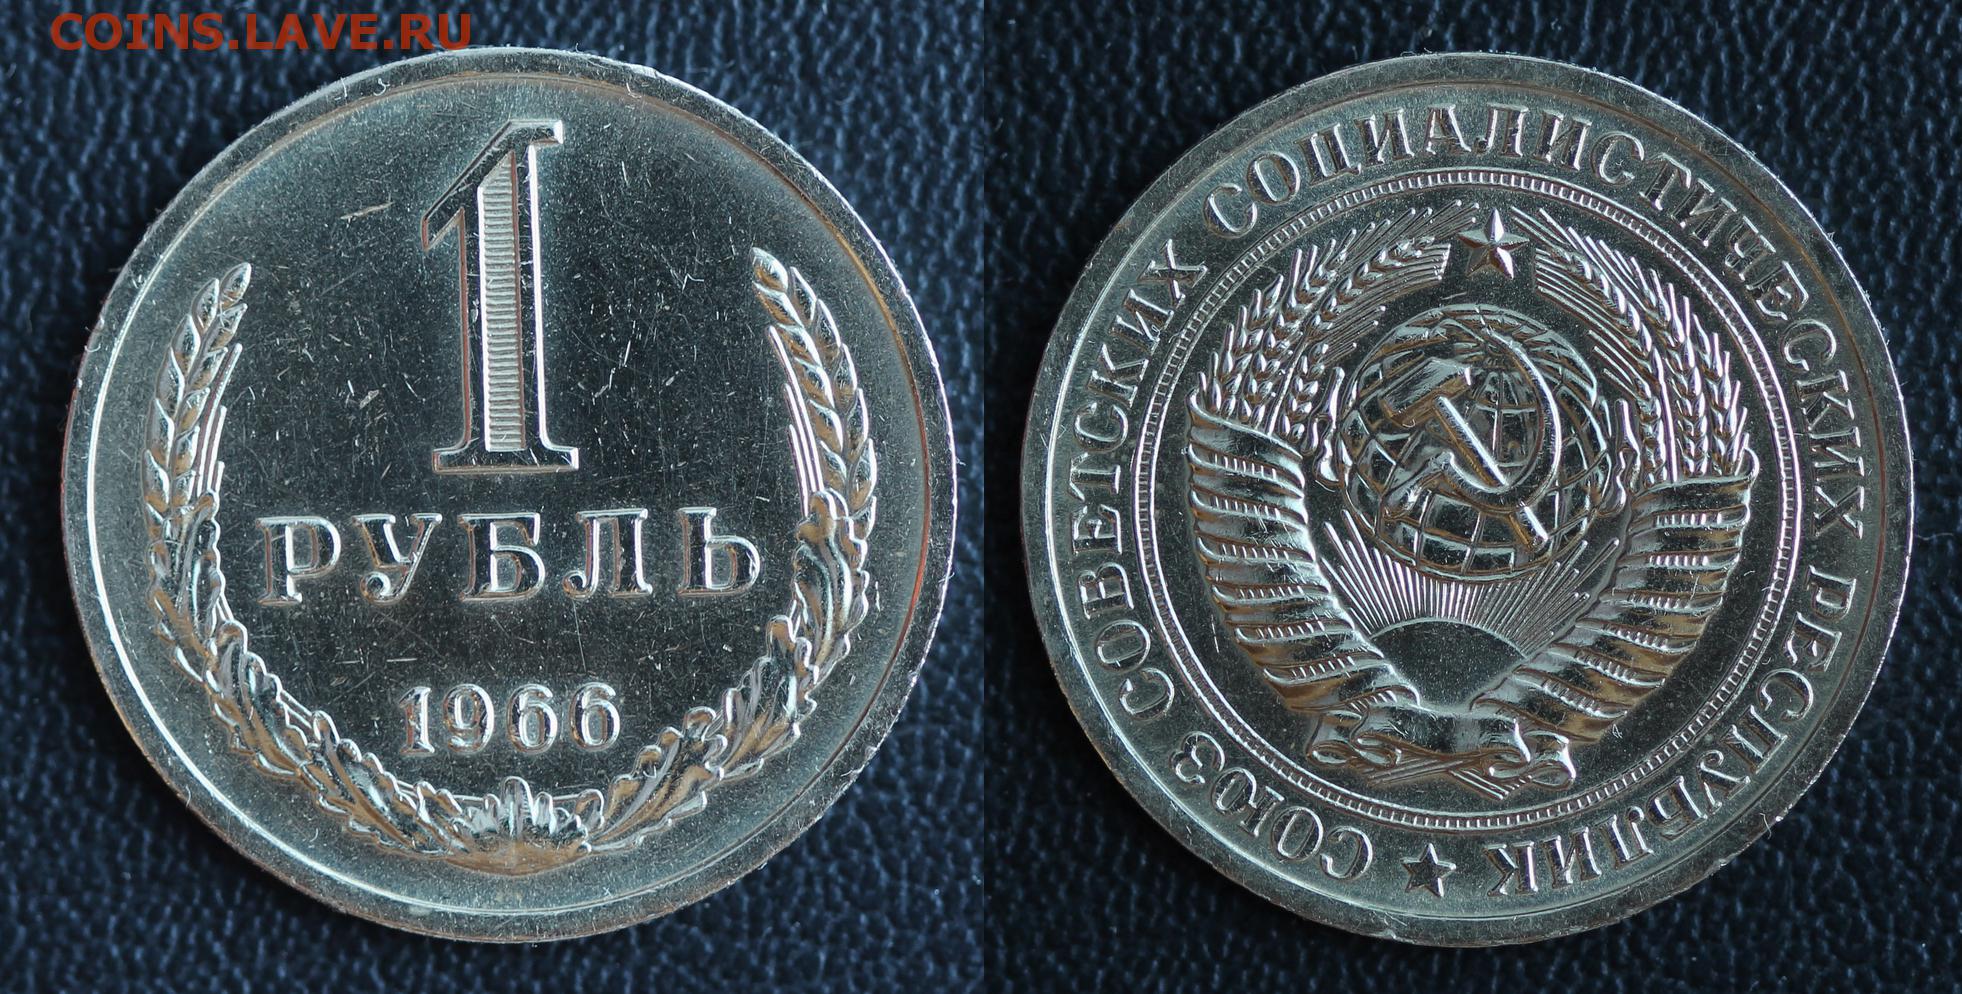 COINS.LAVE.RU
1
РУБЛЬ
1966
СОЮЗ СОВЕТСКИХ СОЦИАЛИСТИЧЕСКИХ РЕСПУБЛИК